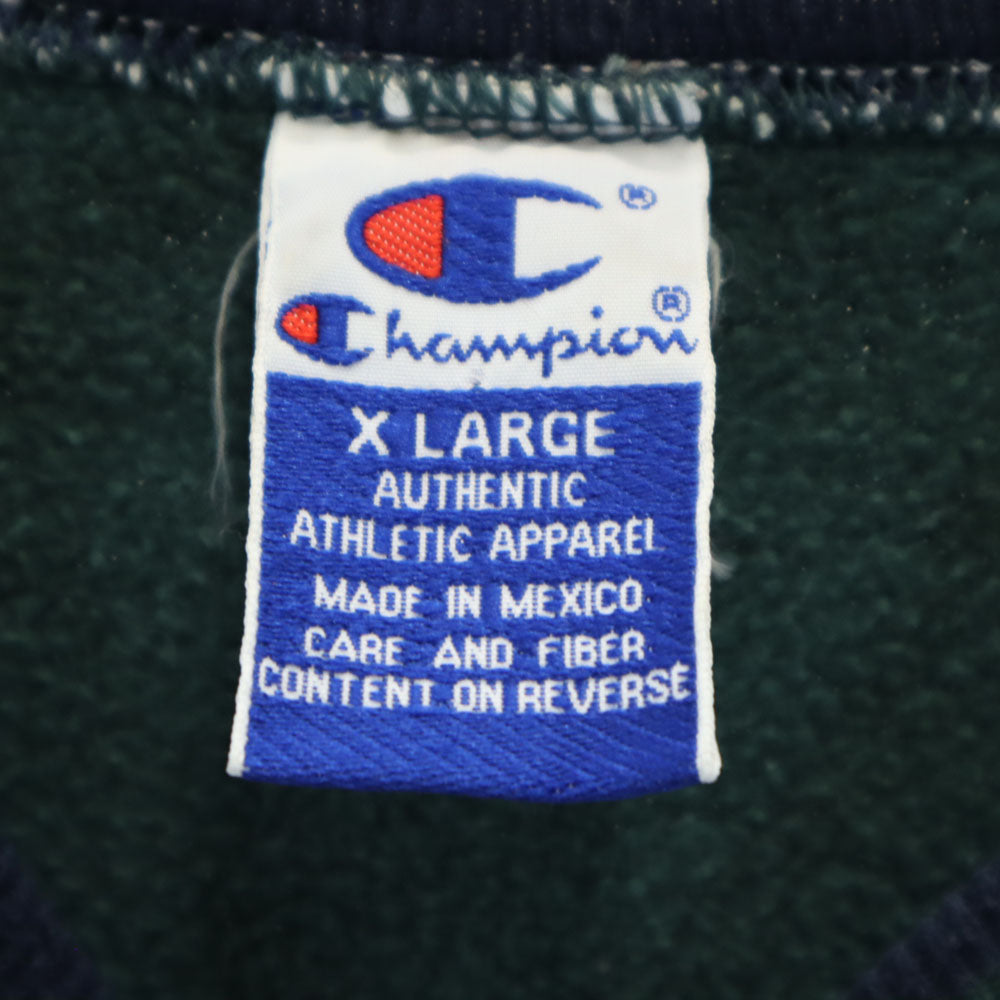 ®
Champion®
X LARGE
AUTHENTIC
ATHLETIC APPAREL
MADE IN MEXICO
CARE AND FIBER
CONTENT ON REVERSE